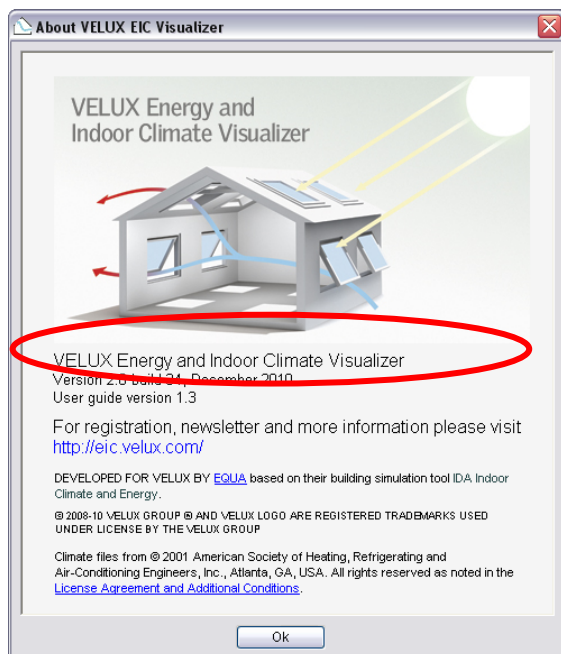 About VELUX EIC Visualizer
VELUX Energy and
Indoor Climate Visualizer
VELUX Energy and Indoor Climate Visualizer
Version build December 2010
User guide version 1.3
For registration, newsletter and more information please visit
http://eic.velux.com/
DEVELOPED FOR VELUX BY EQUA based on their building simulation tool IDA Indoor
Climate and Energy.
© 2008-10 VELUX GROUP ® AND VELUX LOGO ARE REGISTERED TRADEMARKS USED
UNDER LICENSE BY THE VELUX GROUP
Climate files from © 2001 American Society of Heating, Refrigerating and
Air-Conditioning Engineers, Inc., Atlanta, GA, USA. All rights reserved as noted in the
License Agreement and Additional Conditions.
Ok